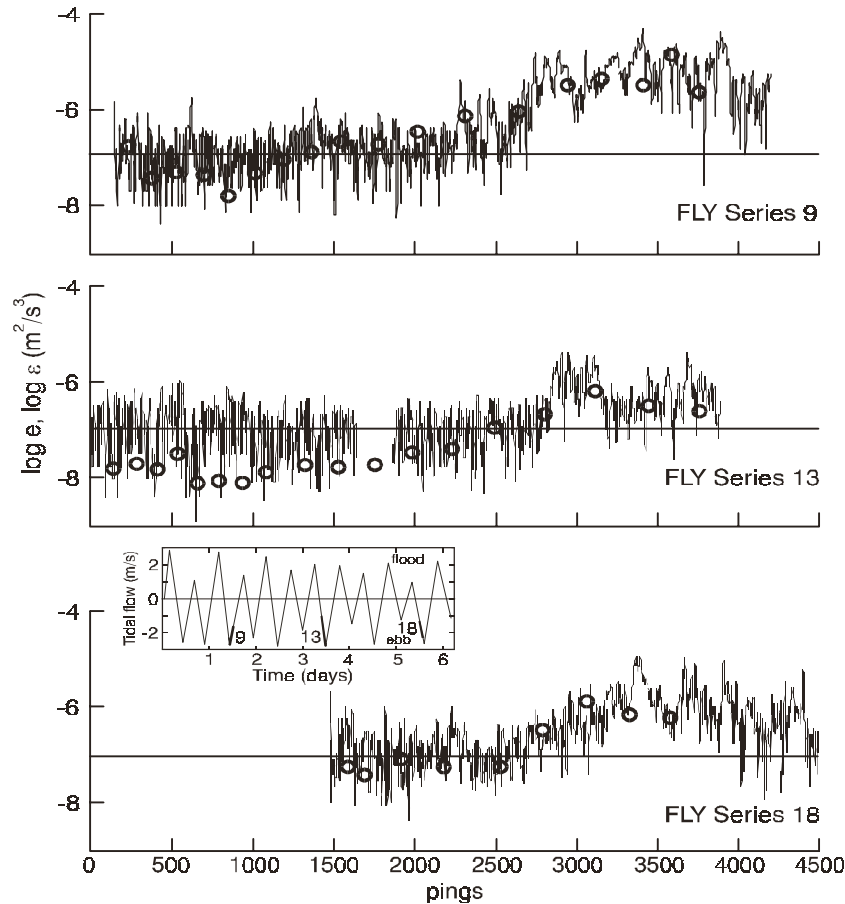 -4
-6
-8
FLY Series 9
log e, log ε (m²/s³)
-4
-6
-8
FLY Series 13
Tidal flow (m/s)
2
0
-2
flood
ebb
9
13
18
1 2 3 4 5 6
Time (days)
-4
-6
-8
FLY Series 18
0 500 1000 1500 2000 2500 3000 3500 4000 4500
pings